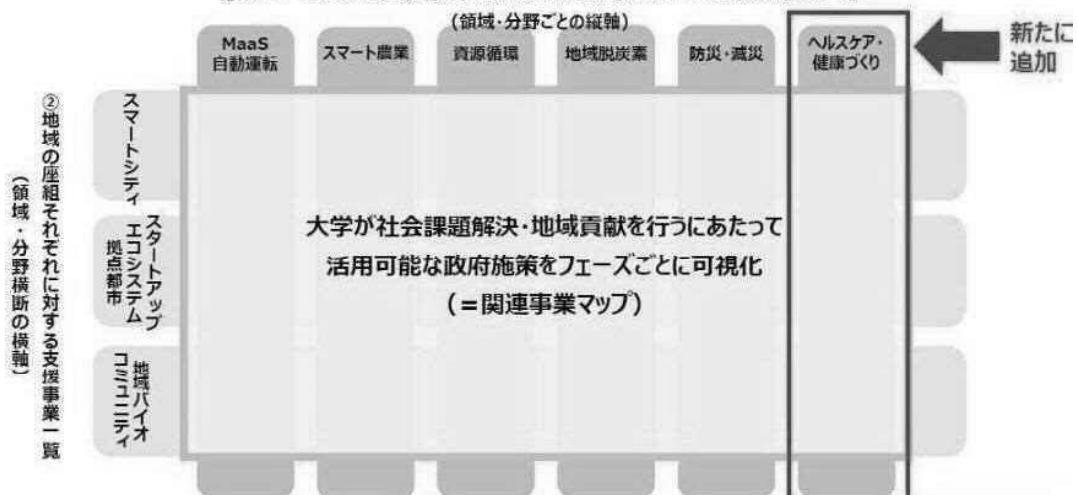 (領域・分野ごとの縦軸)
MaaS
自動運転
スマート農業
資源循環
地域脱炭素
防災・減災
ヘルスケア・
健康づくり
新たに
追加
②地域の座組それぞれに対する支援事業一覧
(領域・分野横断の横軸)
スマートシティ
スタートアップ
エコシステム
拠点都市
地域バイオ
コミュニティ
大学が社会課題解決・地域貢献を行うにあたって
活用可能な政府施策をフェーズごとに可視化
(=関連事業マップ)